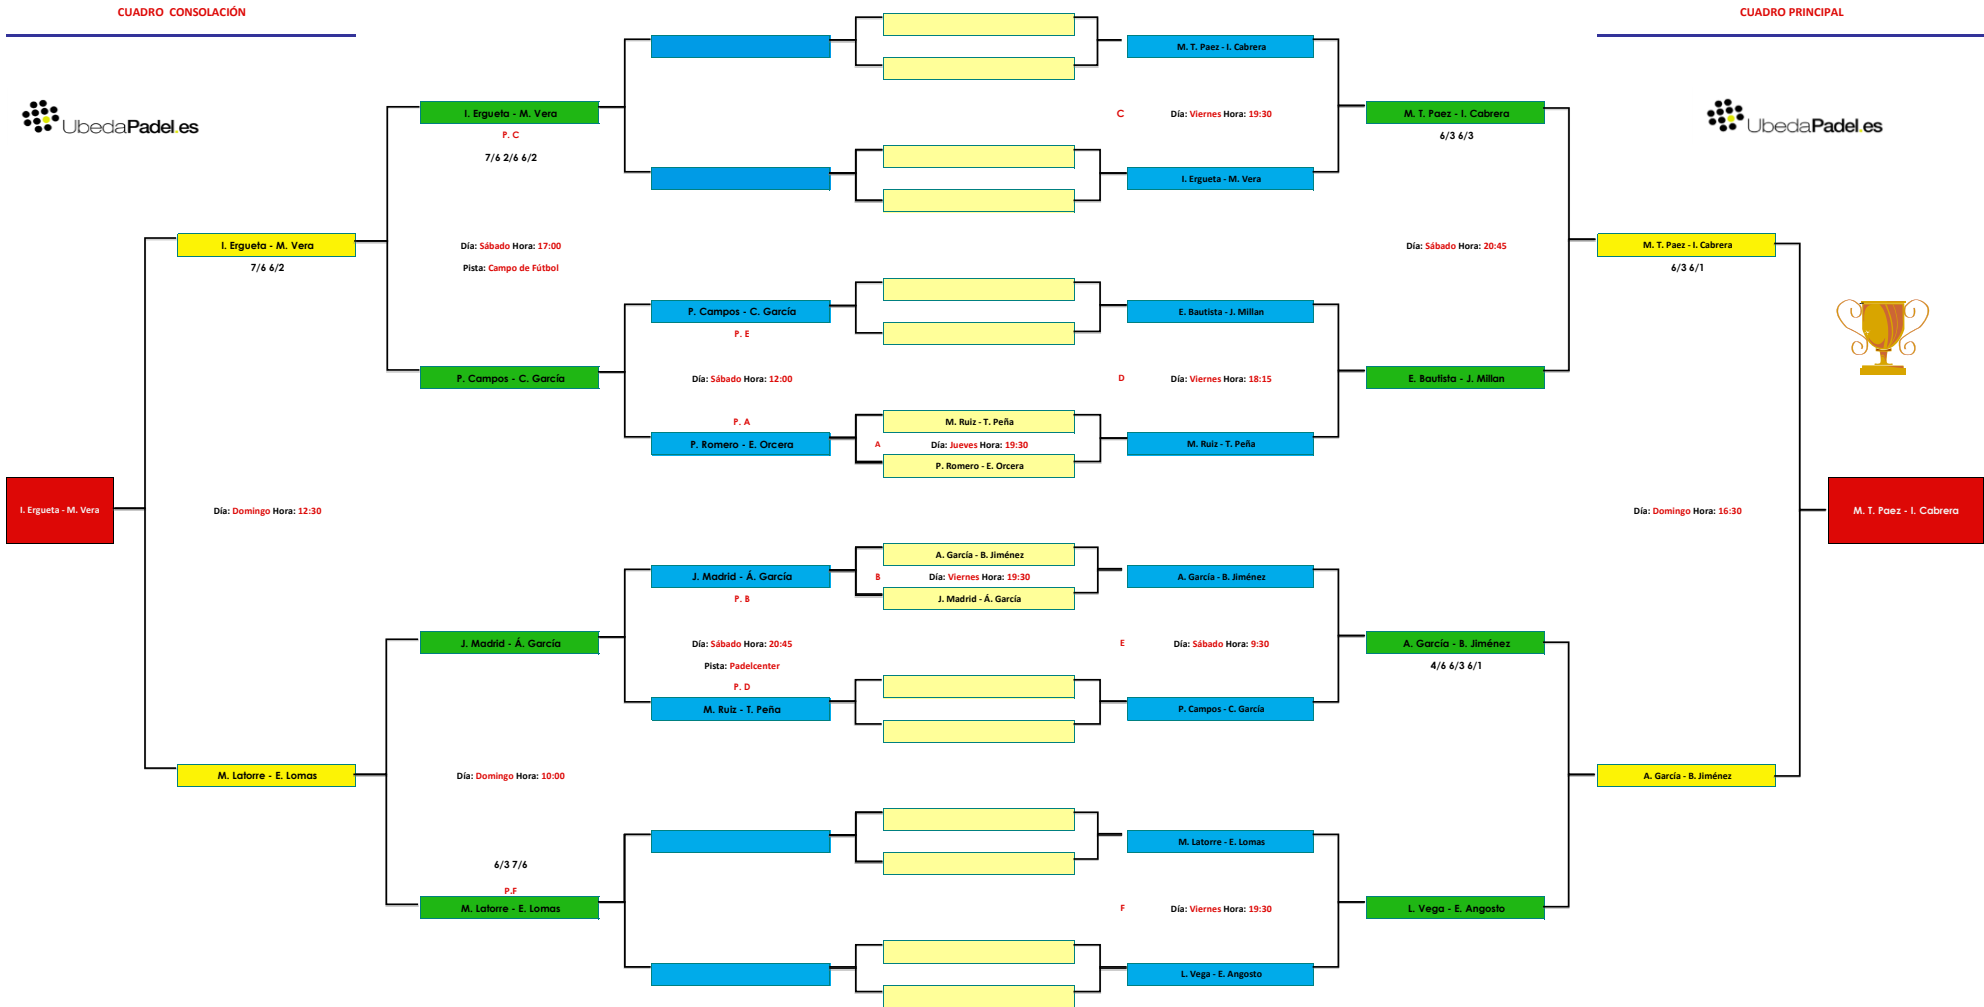 CUADRO CONSOLACIÓN
CUADRO PRINCIPAL
M. T. Paez - I. Cabrera
UbedaPadel.es
I. Ergueta - M. Vera
P. C
7/6 2/6 6/2
C Día: Viernes Hora: 19:30
M. T. Paez - I. Cabrera
6/3 6/3
UbedaPadel.es
I. Ergueta - M. Vera
I. Ergueta - M. Vera
7/6 6/2
Día: Sábado Hora: 17:00
Pista: Campo de Fútbol
Día: Sábado Hora: 20:45
M. T. Paez - I. Cabrera
6/3 6/1
P. Campos - C. García
P. E
E. Bautista - J. Millan
P. Campos - C. García
Día: Sábado Hora: 12:00
D Día: Viernes Hora: 18:15
E. Bautista - J. Millan
P. A
P. Romero - E. Orcera
M. Ruiz - T. Peña
A Día: Jueves Hora: 19:30
P. Romero - E. Orcera
M. Ruiz - T. Peña
I. Ergueta - M. Vera
Día: Domingo Hora: 12:30
Día: Domingo Hora: 16:30
M. T. Paez - I. Cabrera
J. Madrid - Á. García
P. B
A. García - B. Jiménez
B Día: Viernes Hora: 19:30
J. Madrid - Á. García
A. García - B. Jiménez
J. Madrid - Á. García
Día: Sábado Hora: 20:45
Pista: Padelcenter
P. D
E Día: Sábado Hora: 9:30
A. García - B. Jiménez
4/6 6/3 6/1
M. Ruiz - T. Peña
P. Campos - C. García
M. Latorre - E. Lomas
Día: Domingo Hora: 10:00
A. García - B. Jiménez
M. Latorre - E. Lomas
6/3 7/6
P.F
M. Latorre - E. Lomas
F Día: Viernes Hora: 19:30
L. Vega - E. Angosto
L. Vega - E. Angosto